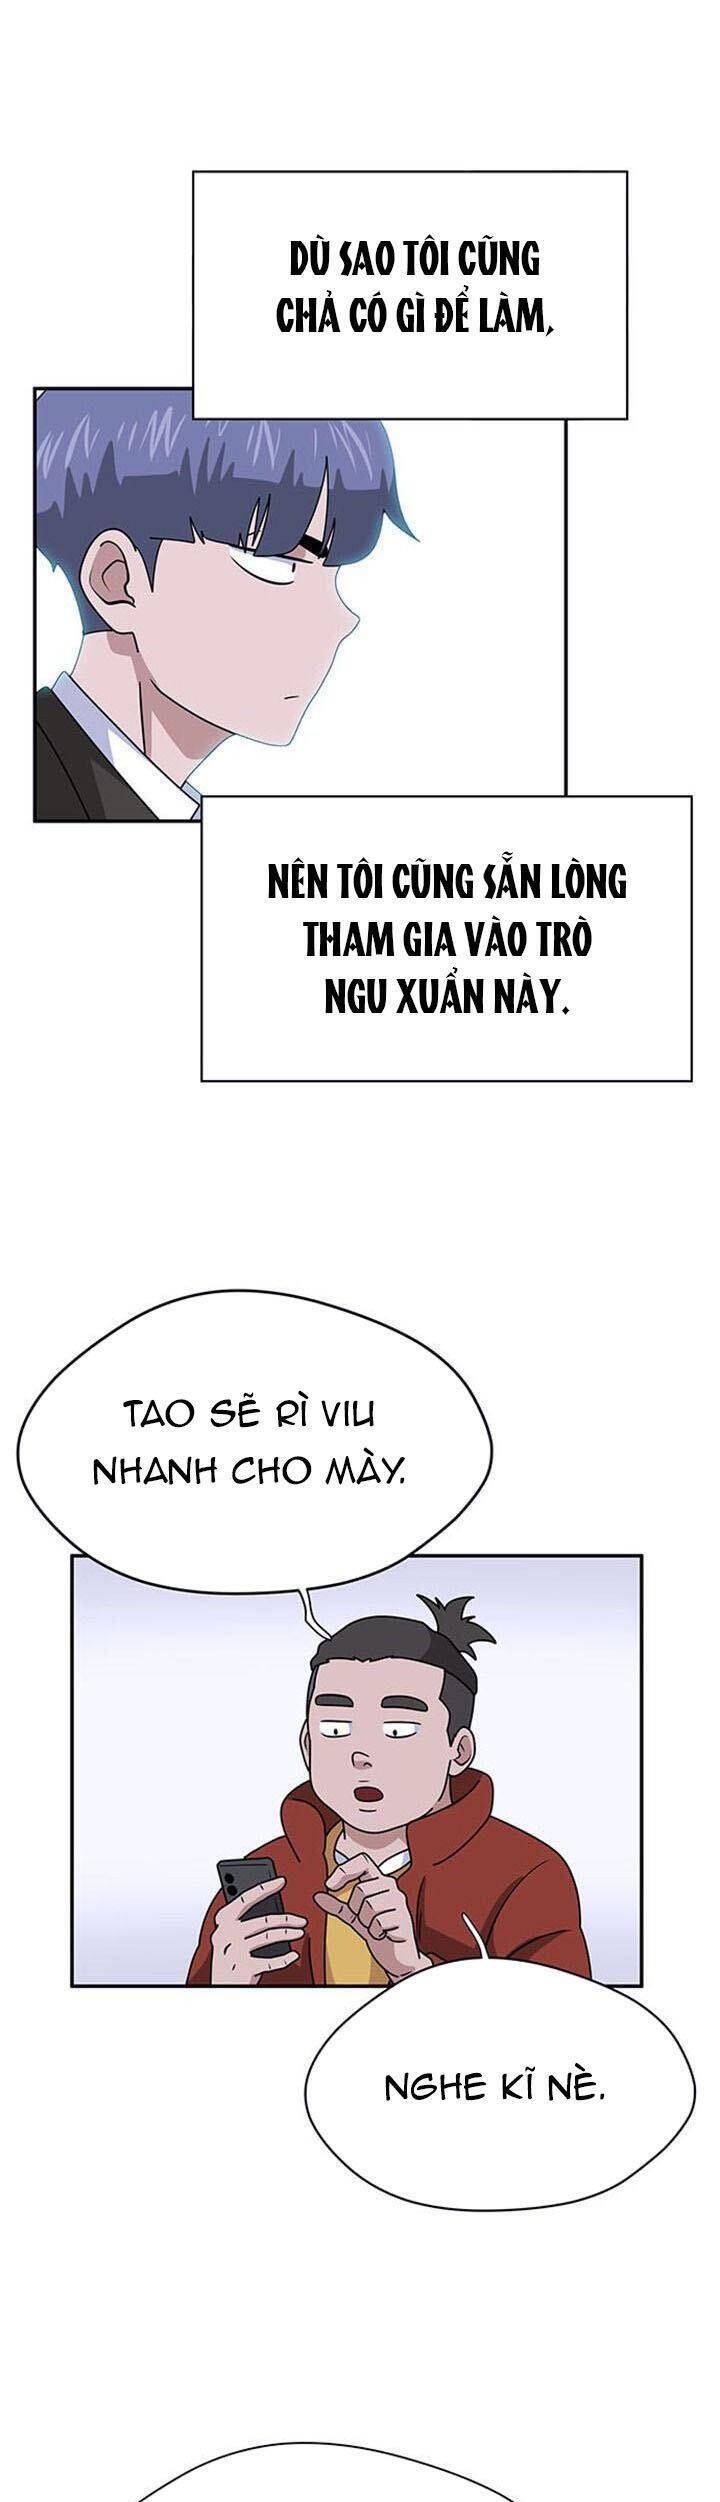 DÙ SAO TÔI CŨNG
CHẢ CÓ GÌ ĐỂ LÀM,
NÊN TÔI CŨNG SẴN LÒNG
THAM GIA VÀO TRÒ
NGU XUẨN NÀY.
TAO SẼ RÌ VIU
NHANH CHO MÀY.
NGHE KĨ NÈ.